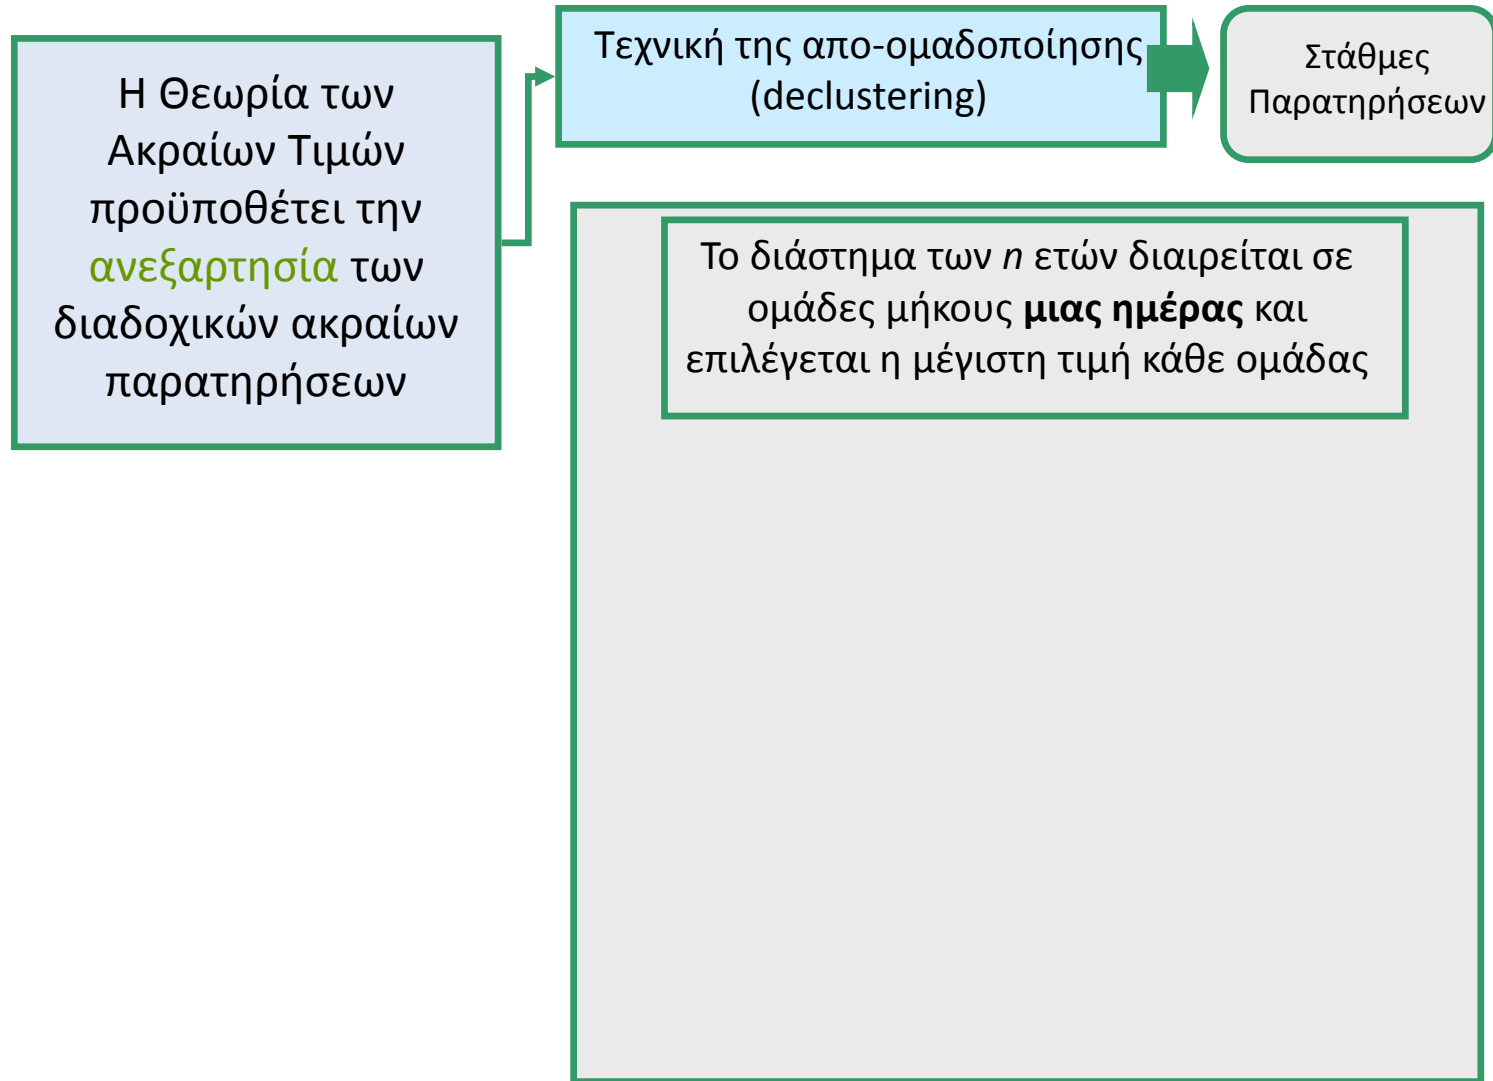 Η Θεωρία των
Ακραίων Τιμών
προϋποθέτει την
ανεξαρτησία των
διαδοχικών ακραίων
παρατηρήσεων
Τεχνική της απο-ομαδοποίησης
(declustering)
Στάθμες
Παρατηρήσεων
Το διάστημα των n ετών διαιρείται σε
ομάδες μήκους μιας ημέρας και
επιλέγεται η μέγιστη τιμή κάθε ομάδας